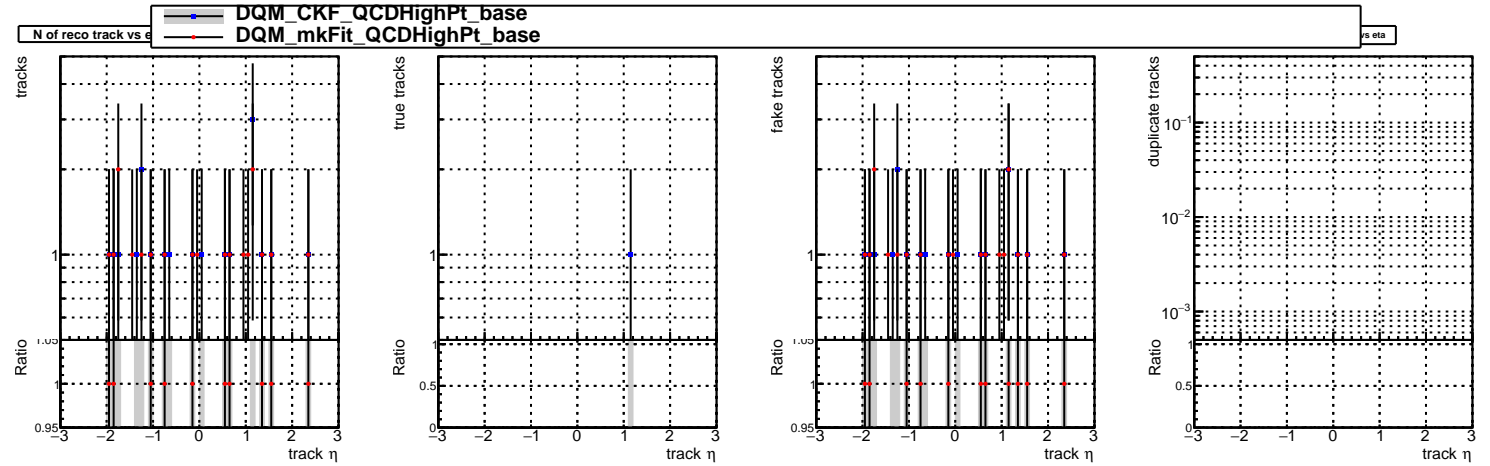 DQM_CKF_QCDHighPt_base
DQM_mkFit_QCDHighPt_base
N of reco track vs e
vs eta
tracks
1
Ratio
1.05
1
0.95
−3 −2 −1 0 1 2 3
track η
true tracks
1
Ratio
1
0.5
0
−3 −2 −1 0 1 2 3
track η
fake tracks
1
Ratio
1.05
1
0.95
−3 −2 −1 0 1 2 3
track η
duplicate tracks
10−1
10−2
10−3
Ratio
1
0.5
0
−3 −2 −1 0 1 2 3
track η